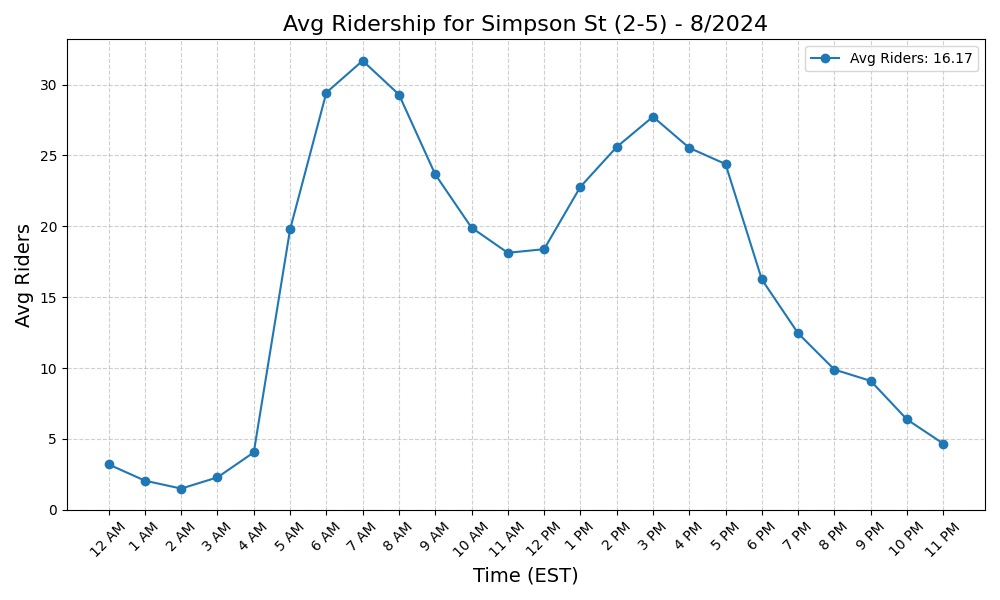 Avg Ridership for Simpson St (2-5) - 8/2024
Avg Riders: 16.17
Avg Riders
30
25
20
15
10
5
0
12 AM
1 AM
2 AM
3 AM
4 AM
5 AM
6 AM
7 AM
8 AM
9 AM
10 AM
11 AM
12 PM
1 PM
2 PM
3 PM
4 PM
5 PM
6 PM
7 PM
8 PM
9 PM
10 PM
11 PM
Time (EST)